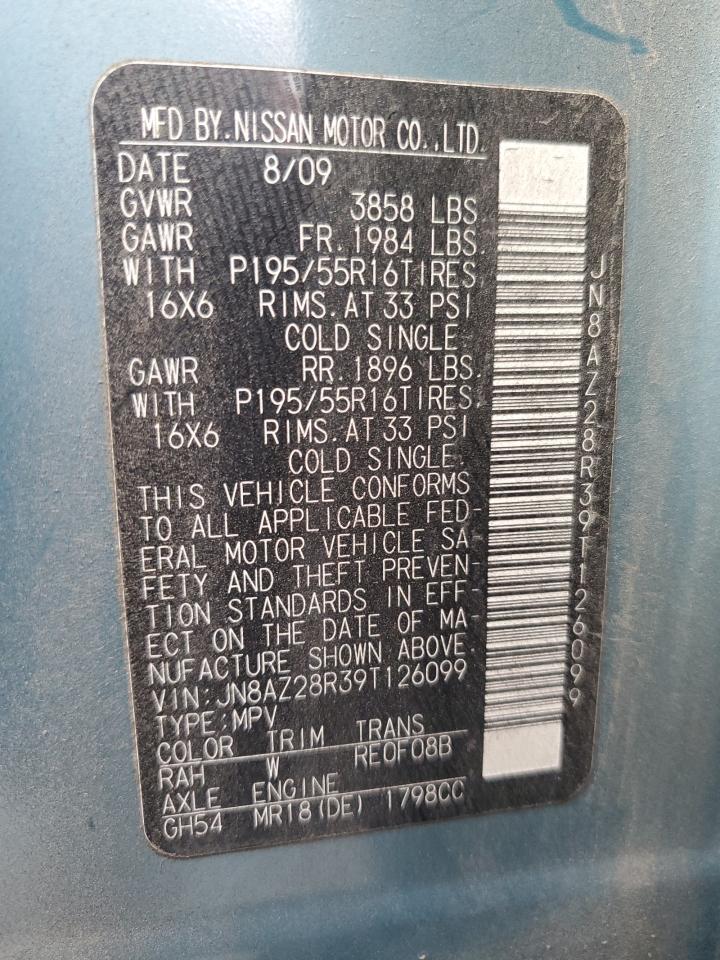 MFD BY.NISSAN MOTOR CO.,LTD.
DATE 8/09
GVWR 3858 LBS
GAWR FR.1984 LBS.
WITH P195/55R16TIRES,
16X6 RIMS.AT 33 PSI
COLD SINGLE.
GAWR RR.1896 LBS.
WITH P195/55R16TIRES.
16X6 RIMS.AT 33 PSI
COLD SINGLE.
THIS VEHICLE CONFORMS
TO ALL APPLICABLE FED-
ERAL MOTOR VEHICLE SA-
FETY AND THEFT PREVEN-
TION STANDARDS IN EFF-
ECT ON THE DATE OF MA-
NUFACTURE SHOWN ABOVE.
VIN:JN8AZ28R39T126099
TYPE:MPV
COLOR TRIM TRANS
RAH W RE0F08B
AXLE ENGINE
GH54 MR18(DE) 1798CC
JN8AZ28R39T126099